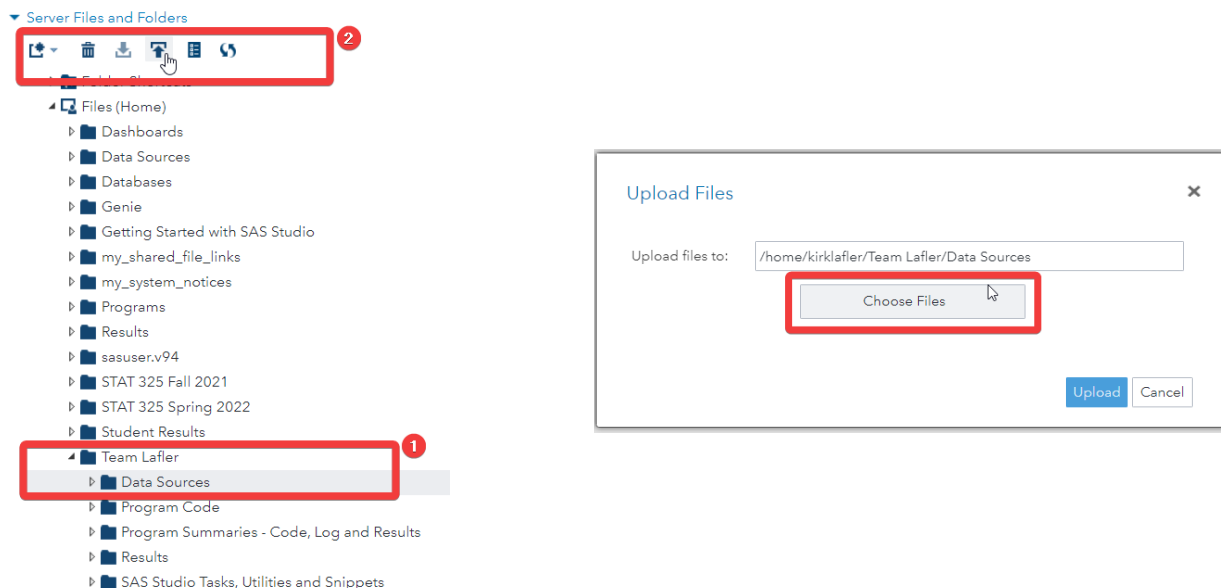 Server Files and Folders
2
Folder Shortcuts
Files (Home)
Dashboards
Data Sources
Databases
Genie
Getting Started with SAS Studio
my_shared_file_links
my_system_notices
Programs
Results
sasuser.v94
STAT 325 Fall 2021
STAT 325 Spring 2022
Student Results
1
Team Lafler
Data Sources
Program Code
Program Summaries - Code, Log and Results
Results
SAS Studio Tasks, Utilities and Snippets
Upload Files
Upload files to: /home/kirklafler/Team Lafler/Data Sources
Choose Files
Upload Cancel